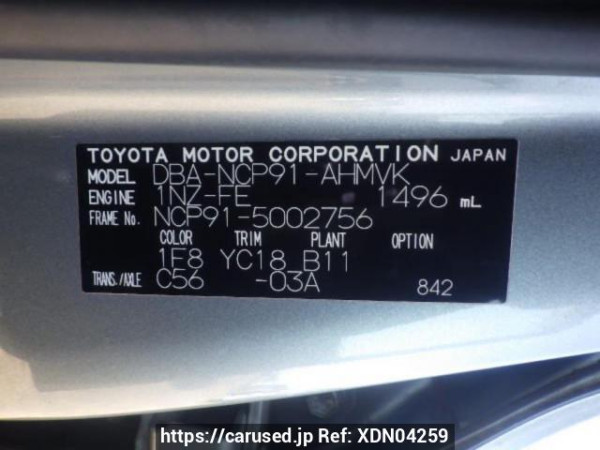 TOYOTA MOTOR CORPORATION JAPAN
MODEL DBA-NCP91-AHMVK
ENGINE 1NZ-FE 1496 mL
FRAME No. NCP91-5002756
COLOR TRIM PLANT OPTION
1F8 YC18 B11
TRANS./AXLE C56 -03A 842
https://carused.jp Ref: XDN04259